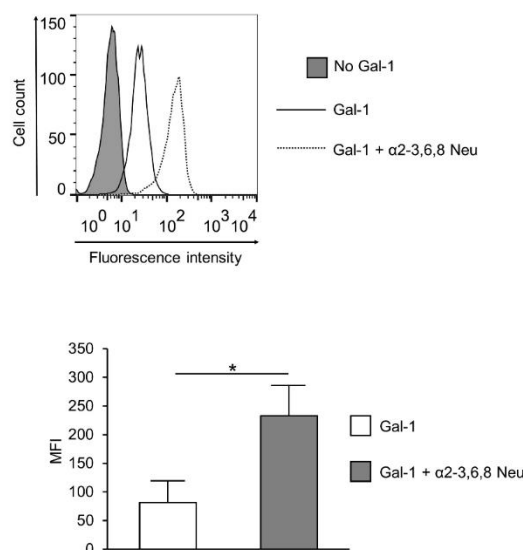 150
100
50
0
Cell count
10⁰ 10¹ 10² 10³ 10⁴
Fluorescence intensity
No Gal-1
Gal-1
Gal-1 + α2-3,6,8 Neu
350
300
250
200
150
100
50
0
MFI
*
Gal-1
Gal-1 + α2-3,6,8 Neu